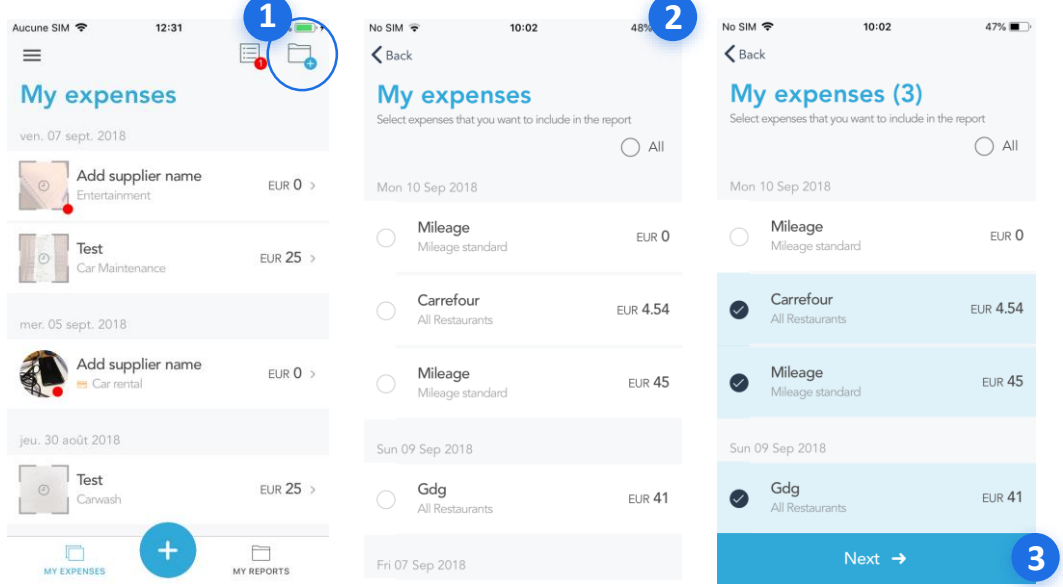 1
Aucune SIM 12:31
1
My expenses
ven. 07 sept. 2018
Add supplier name
Entertainment
EUR 0
Test
Car Maintenance
EUR 25
mer. 05 sept. 2018
Add supplier name
Car rental
EUR 0
jeu. 30 août 2018
Test
Carwash
EUR 25
+
MY EXPENSES
MY REPORTS
2
No SIM 10:02 48%
Back
My expenses
Select expenses that you want to include in the report
All
Mon 10 Sep 2018
Mileage
Mileage standard
EUR 0
Carrefour
All Restaurants
EUR 4.54
Mileage
Mileage standard
EUR 45
Sun 09 Sep 2018
Gdg
All Restaurants
EUR 41
Fri 07 Sep 2018
No SIM 10:02 47%
Back
My expenses (3)
Select expenses that you want to include in the report
All
Mon 10 Sep 2018
Mileage
Mileage standard
EUR 0
Carrefour
All Restaurants
EUR 4.54
Mileage
Mileage standard
EUR 45
Sun 09 Sep 2018
Gdg
All Restaurants
EUR 41
Next →
3